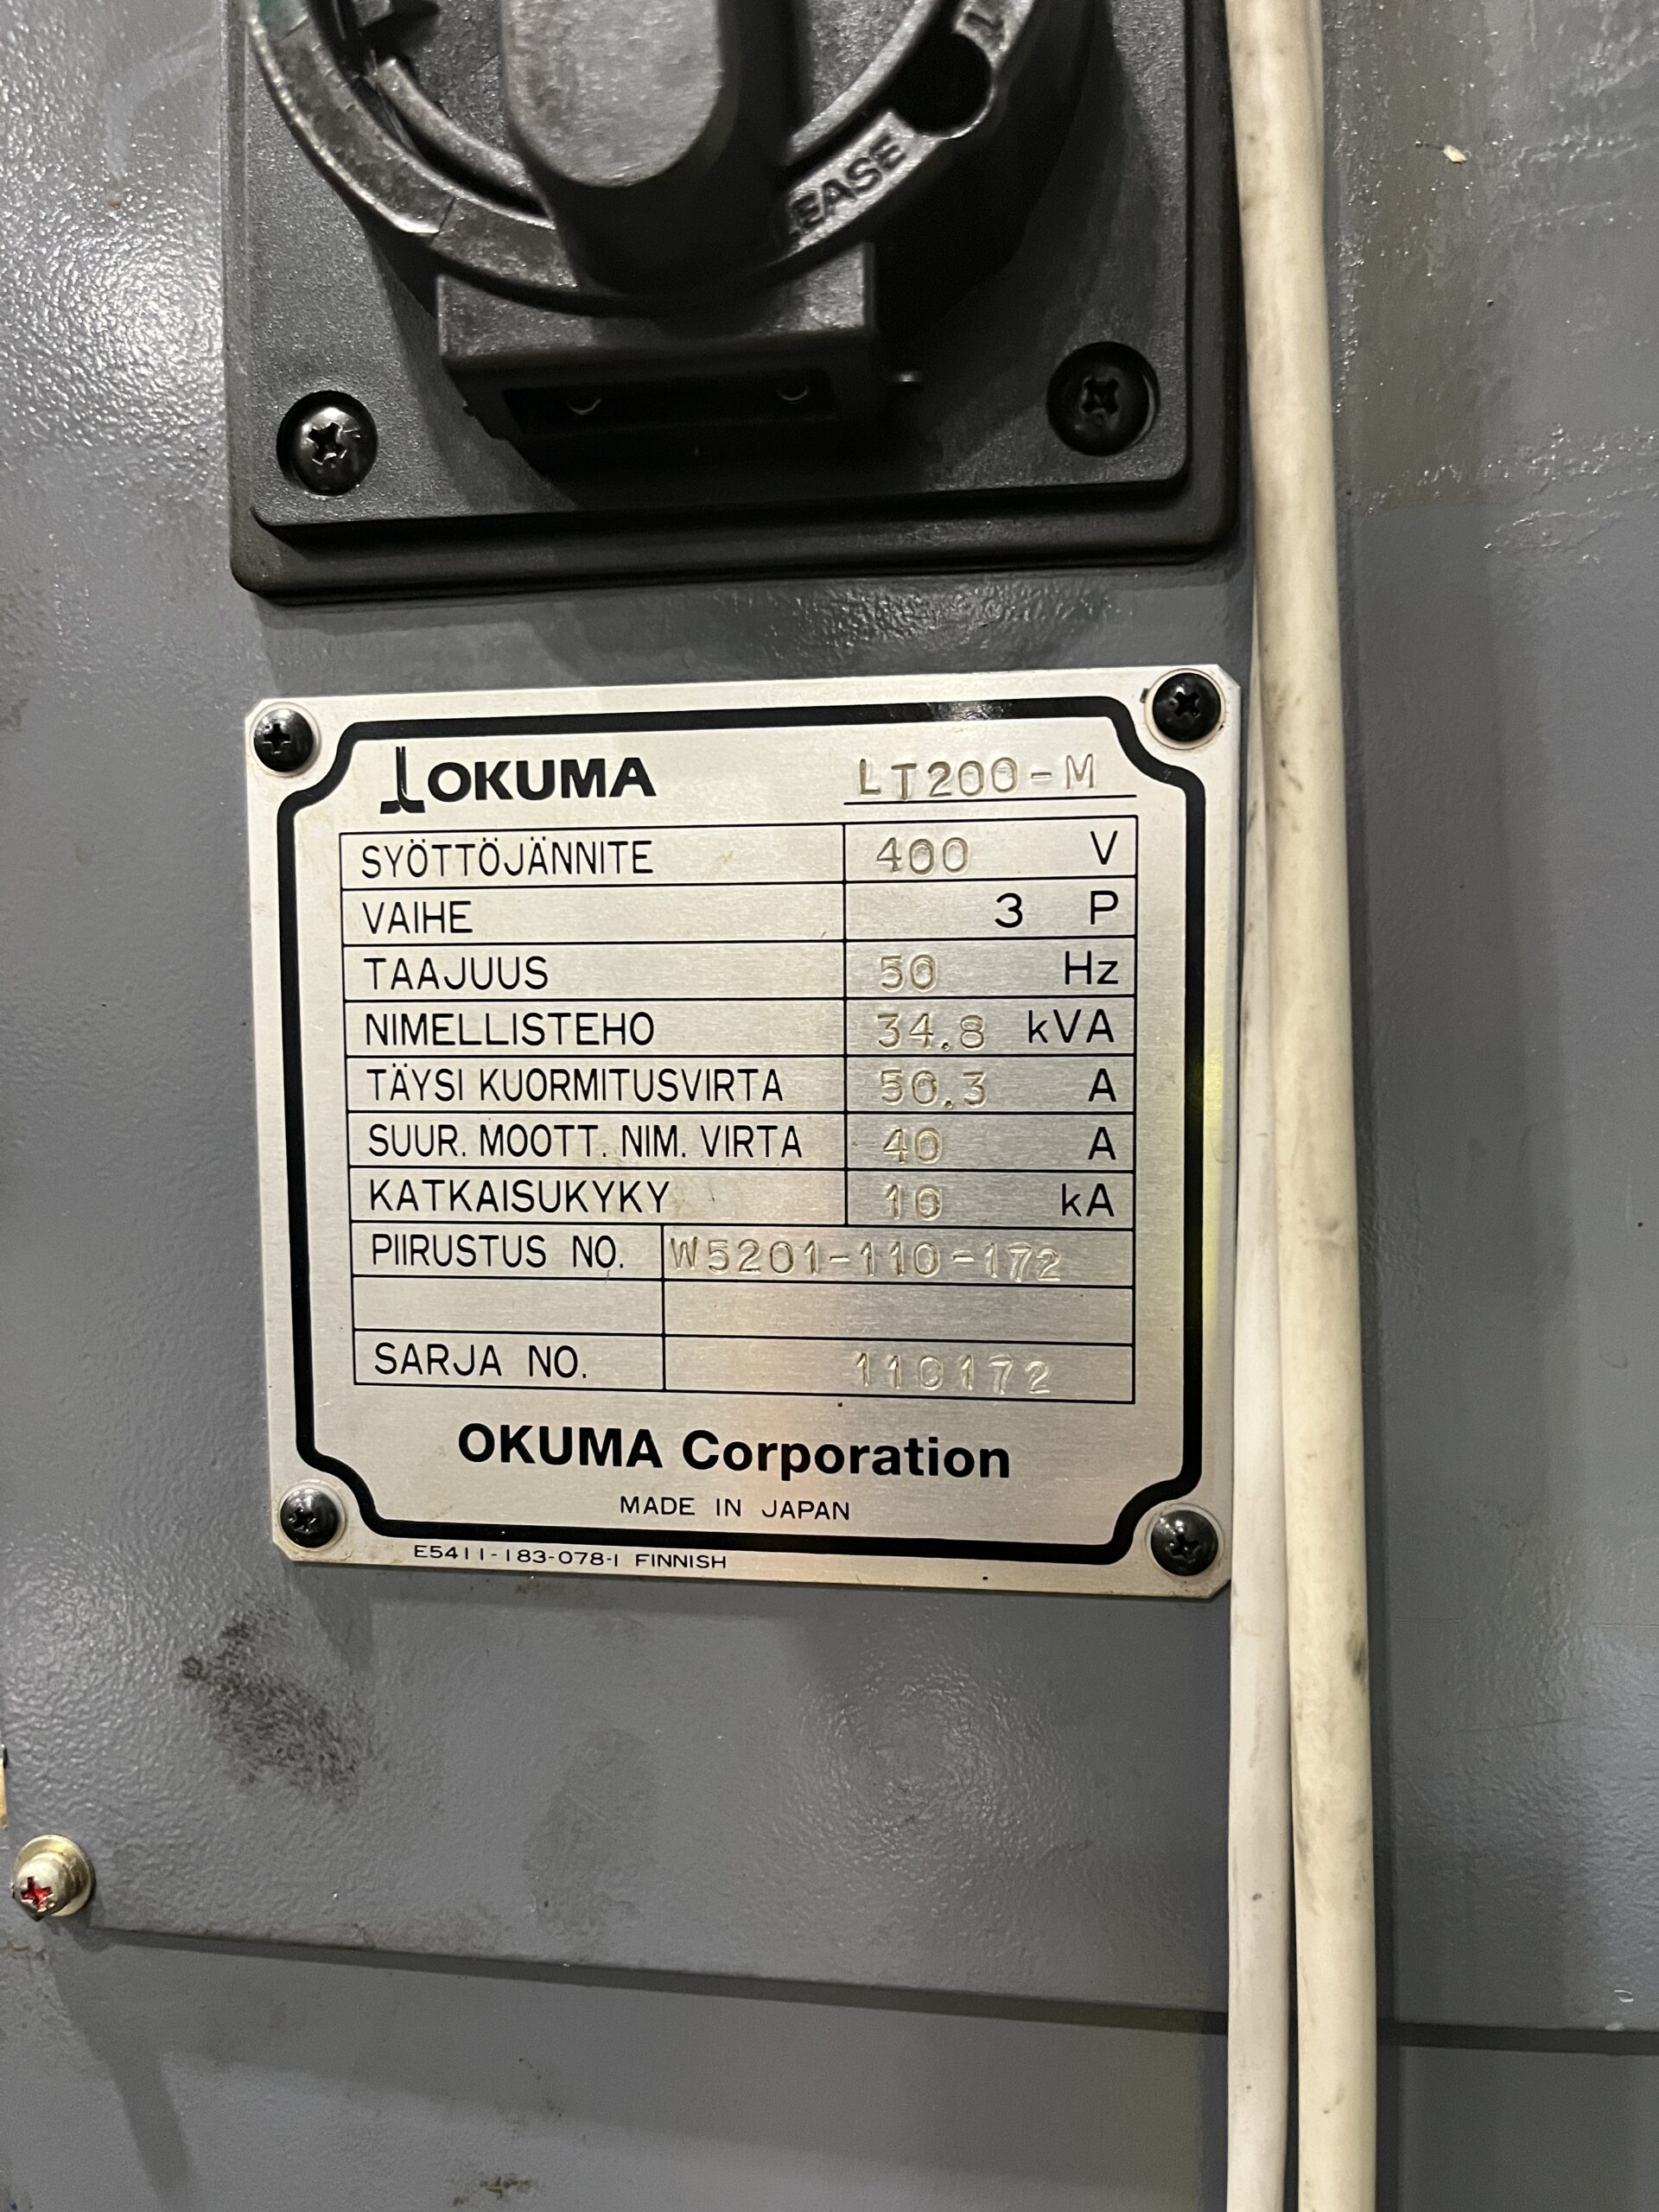 OKUMA LT200-M
SYÖTTÖJÄNNITE 400 V
VAIHE 3 P
TAAJUUS 50 Hz
NIMELLISTEHO 34.8 kVA
TÄYSI KUORMITUSVIRTA 50.3 A
SUUR. MOOTT. NIM. VIRTA 40 A
KATKAISUKYKY 10 kA
PIIRUSTUS NO. W5201-110-172
SARJA NO. 110172
OKUMA Corporation
MADE IN JAPAN
E5411-183-078-1 FINNISH